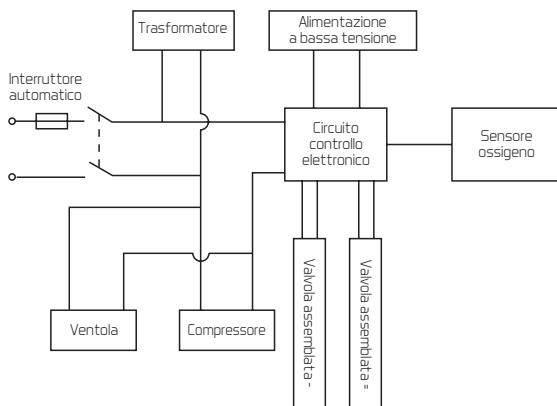 Trasformatore
Alimentazione
a bassa tensione
Interruttore
automatico
Circuito
controllo
elettronico
Sensore
ossigeno
Ventola
Compressore
Valvola assemblata -
Valvola assemblata =